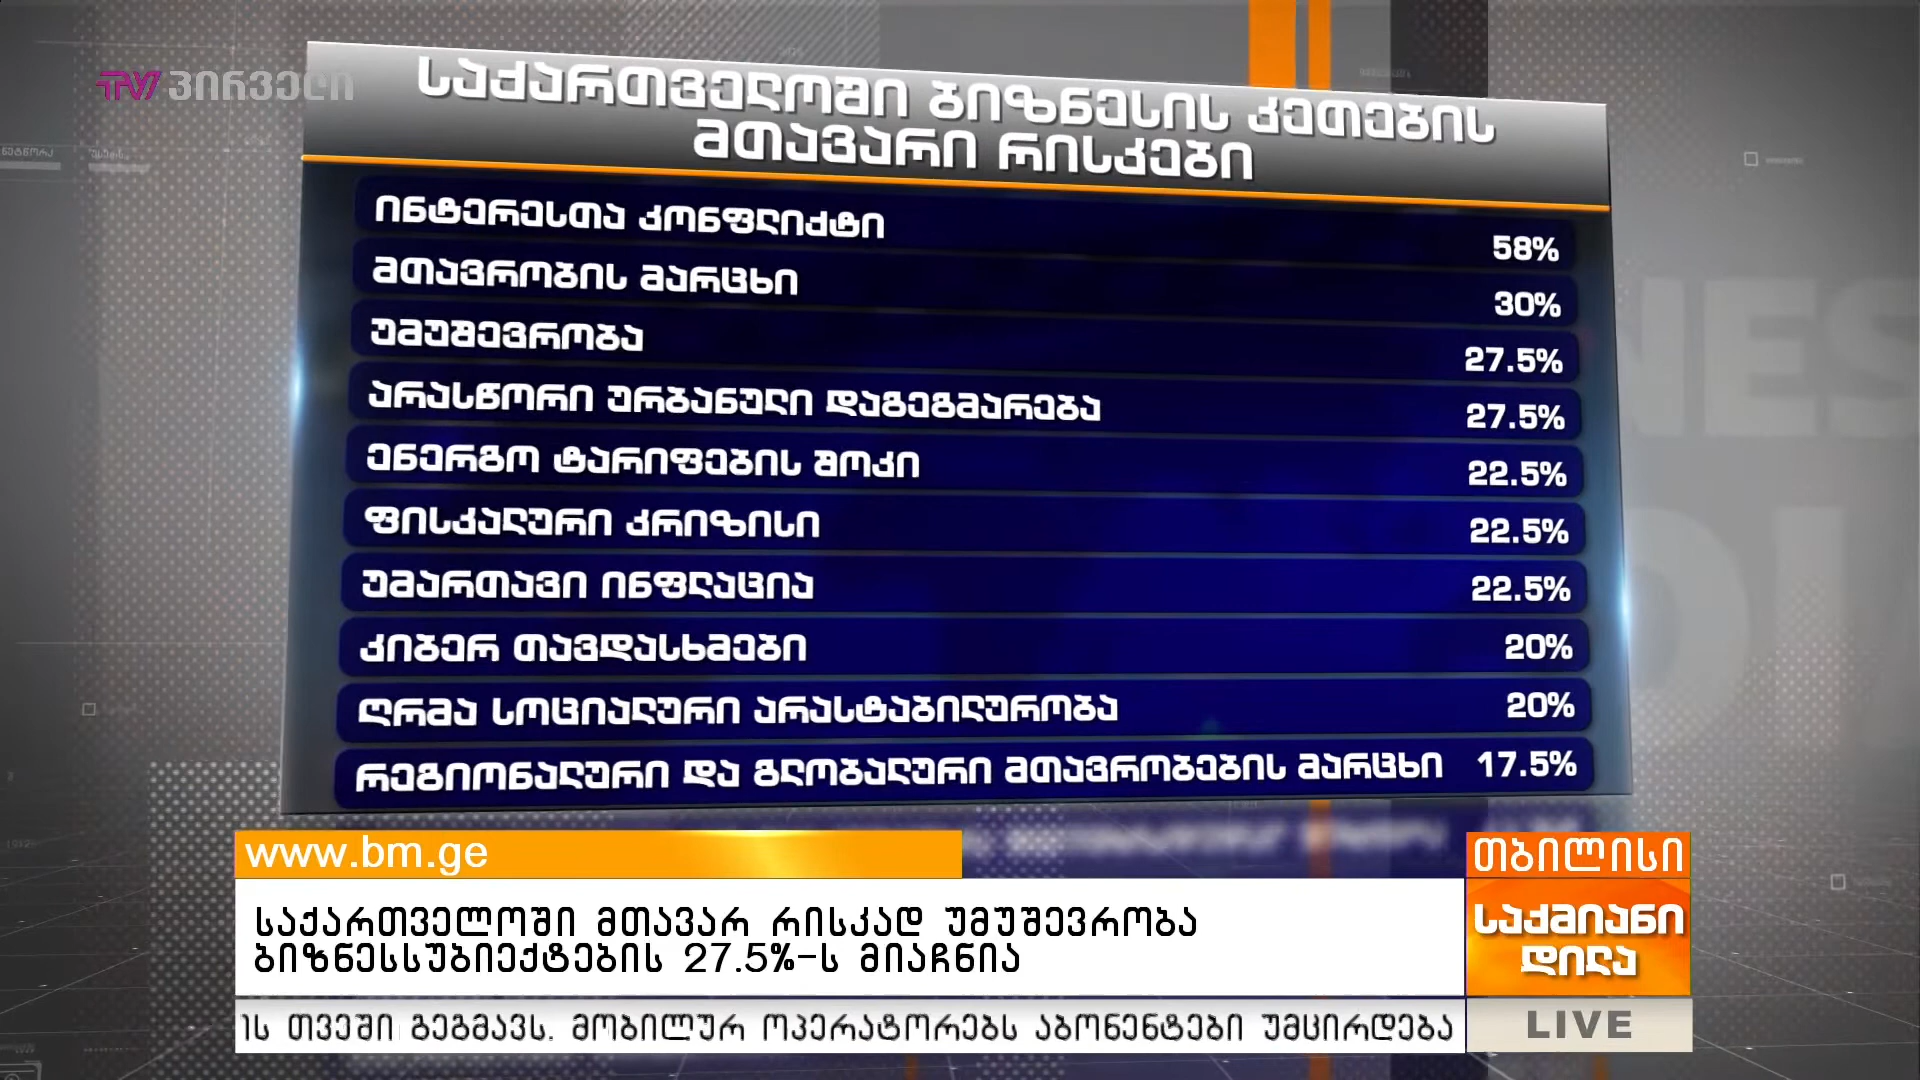 TV პირველი
საქართველოში ბიზნესის კეთების
მთავარი რისკები
ინტერესთა კონფლიქტი 58%
მთავრობის მარცხი 30%
უმუშევრობა 27.5%
არასწორი ურბანული დაგეგმარება 27.5%
ენერგო ტარიფების შოკი 22.5%
ფისკალური კრიზისი 22.5%
უმართავი ინფლაცია 22.5%
კიბერ თავდასხმები 20%
ღრმა სოციალური არასტაბილურობა 20%
რეგიონალური და გლობალური მთავრობების მარცხი 17.5%
www.bm.ge
თბილისი
საქართველოში მთავარ რისკად უმუშევრობა
ბიზნესსუბიექტების 27.5%-ს მიაჩნია
საქმიანი
დილა
ის თვეში გეგმავს. მობილურ ოპერატორებს აბონენტები უმცირდება
LIVE